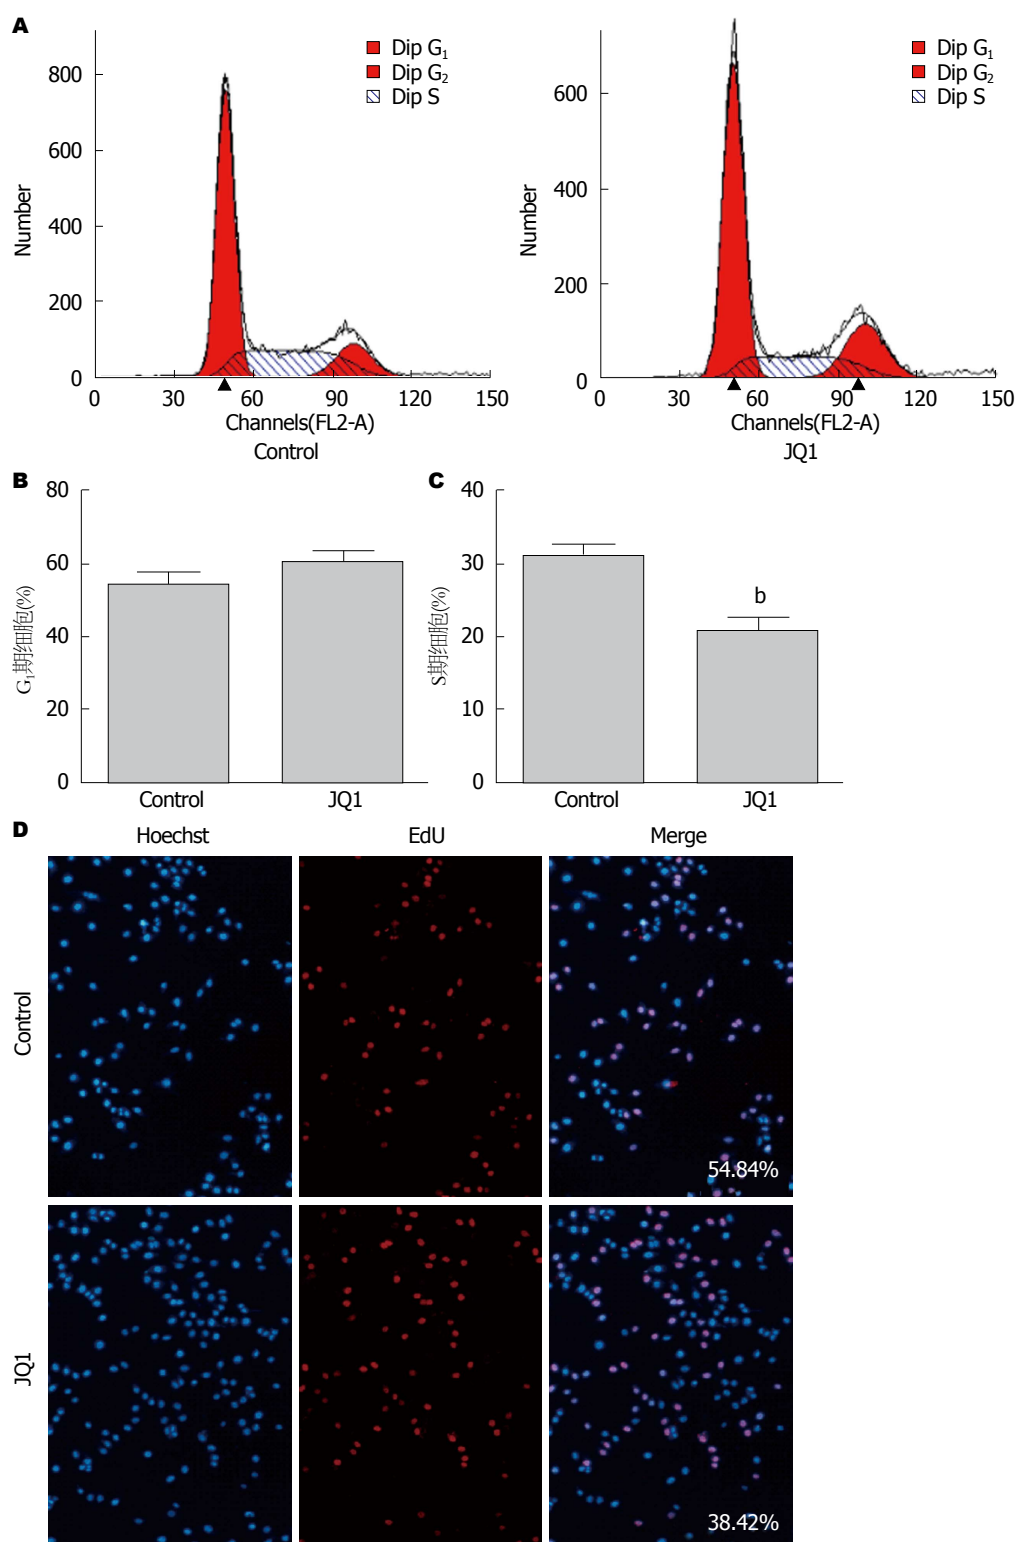 A
Dip G₁
Dip G₂
Dip S
800
600
400
200
0
Number
0 30 60 90 120 150
Channels(FL2-A)
Control
Dip G₁
Dip G₂
Dip S
600
400
200
0
Number
0 30 60 90 120 150
Channels(FL2-A)
JQ1
B
80
60
40
20
0
G₁期细胞(%)
Control JQ1
C
40
30
20
10
0
S期细胞(%)
b
Control JQ1
D
Hoechst EdU Merge
Control
54.84%
JQ1
38.42%